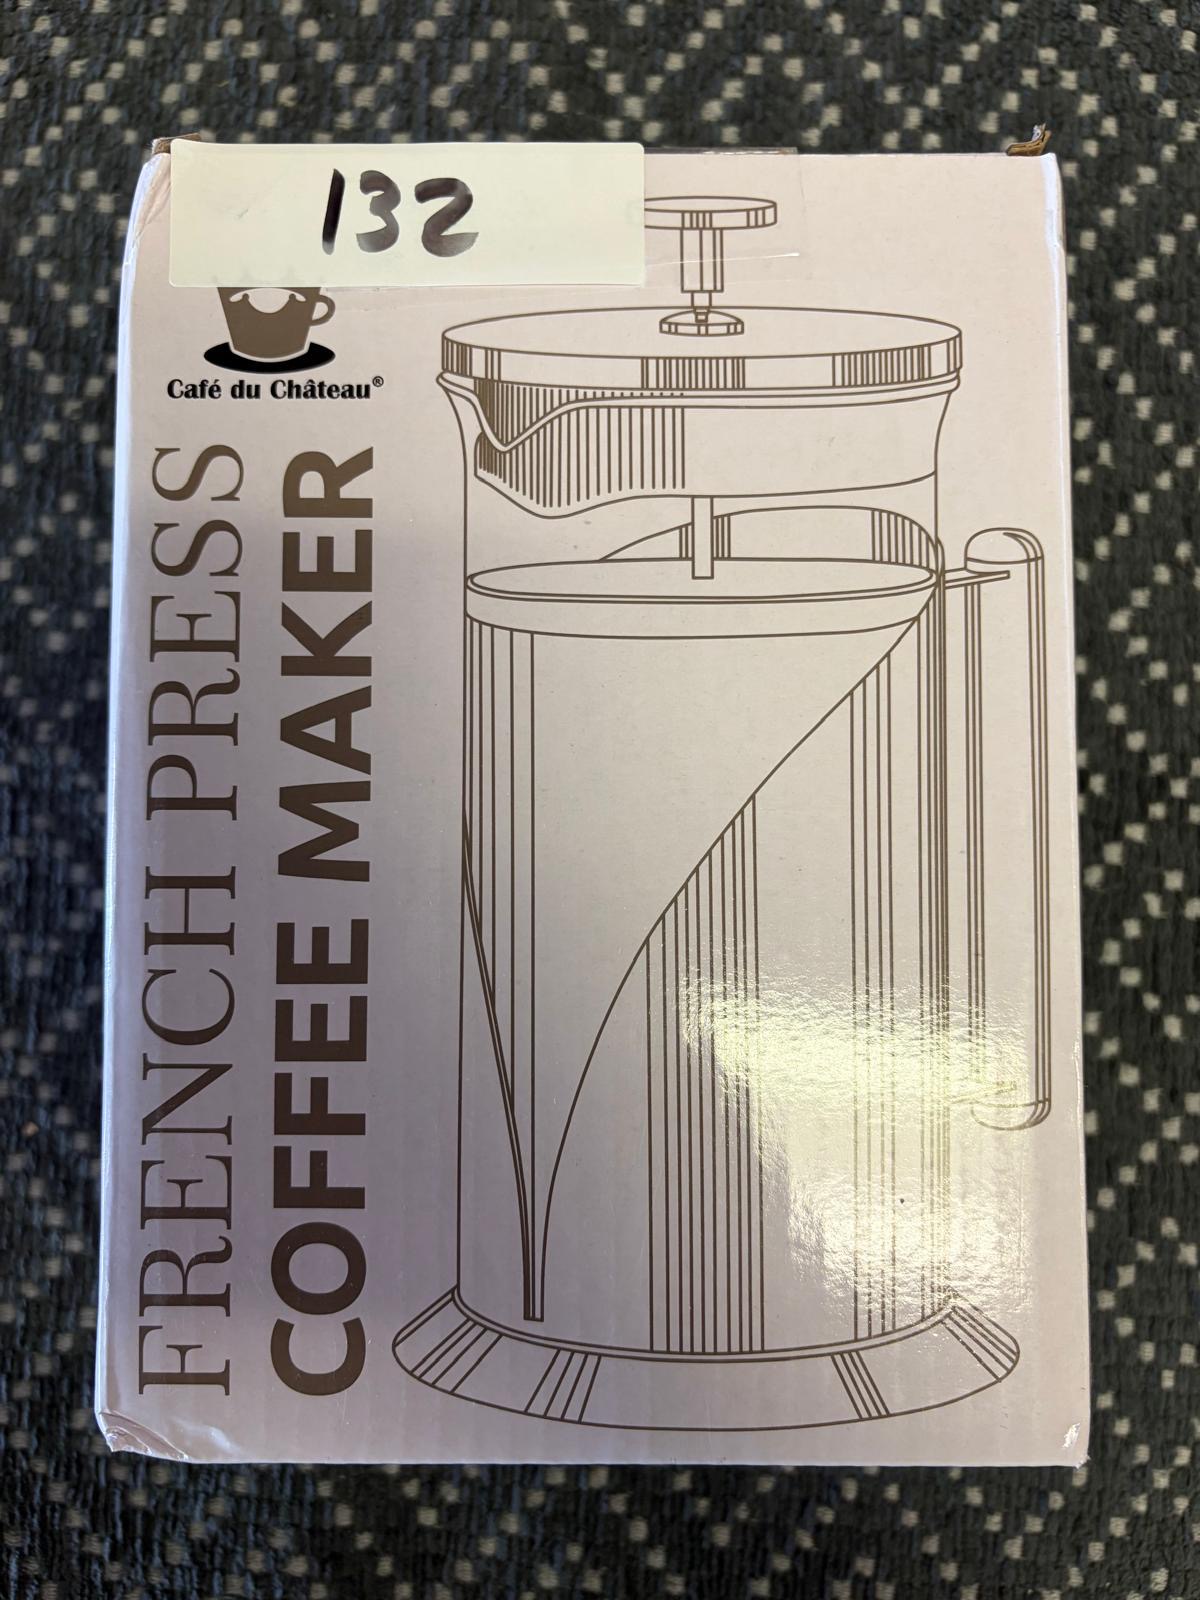 132
Café du Château®
FRENCH PRESS
COFFEE MAKER